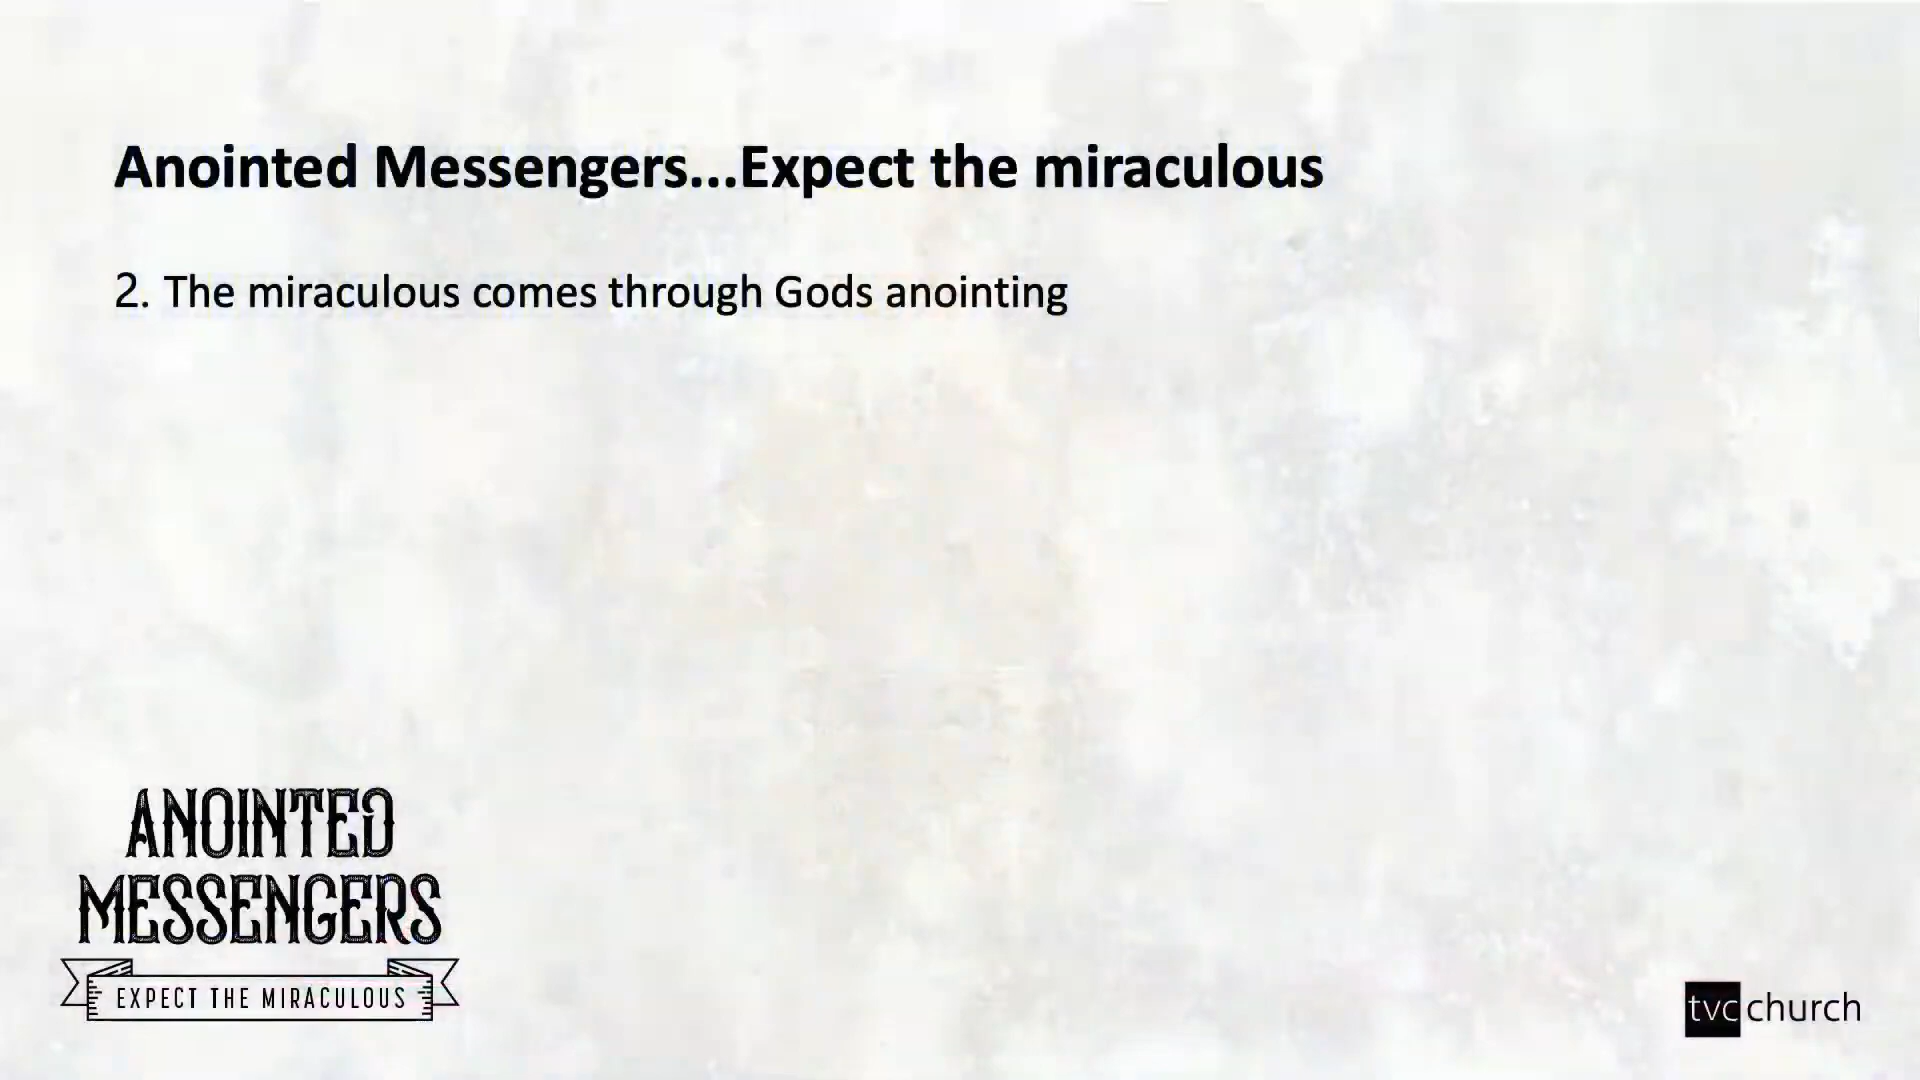 Anointed Messengers...Expect the miraculous
2. The miraculous comes through Gods anointing
ANOINTED
MESSENGERS
EXPECT THE MIRACULOUS
tvc church